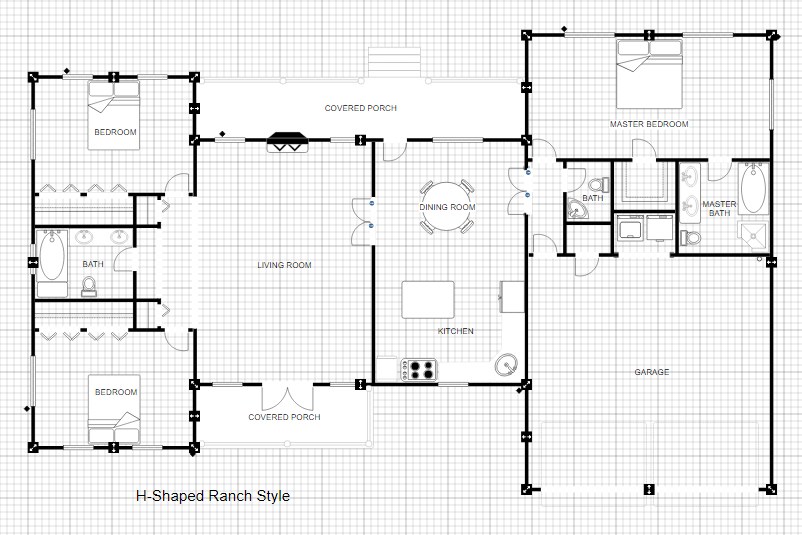 COVERED PORCH
MASTER BEDROOM
BEDROOM
BATH
MASTER
BATH
DINING ROOM
LIVING ROOM
BATH
KITCHEN
GARAGE
BEDROOM
COVERED PORCH
H-Shaped Ranch Style